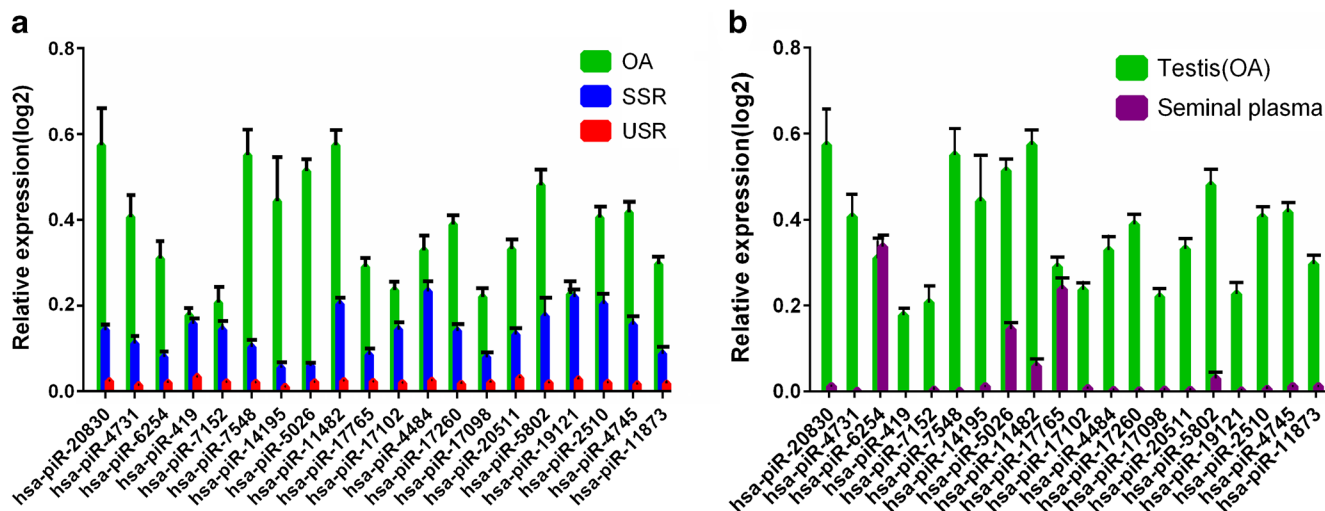 a
Relative expression(log2)
0.8
0.6
0.4
0.2
0.0
OA
SSR
USR
hsa-piR-20830
hsa-piR-4731
hsa-piR-6254
hsa-piR-419
hsa-piR-7152
hsa-piR-7548
hsa-piR-14195
hsa-piR-5026
hsa-piR-11482
hsa-piR-17765
hsa-piR-17102
hsa-piR-4484
hsa-piR-17260
hsa-piR-17098
hsa-piR-20511
hsa-piR-5802
hsa-piR-19121
hsa-piR-2510
hsa-piR-4745
hsa-piR-11873
b
Relative expression(log2)
0.8
0.6
0.4
0.2
0.0
Testis(OA)
Seminal plasma
hsa-piR-20830
hsa-piR-4731
hsa-piR-6254
hsa-piR-419
hsa-piR-7152
hsa-piR-7548
hsa-piR-14195
hsa-piR-5026
hsa-piR-11482
hsa-piR-17765
hsa-piR-17102
hsa-piR-4484
hsa-piR-17260
hsa-piR-17098
hsa-piR-20511
hsa-piR-5802
hsa-piR-19121
hsa-piR-2510
hsa-piR-4745
hsa-piR-11873